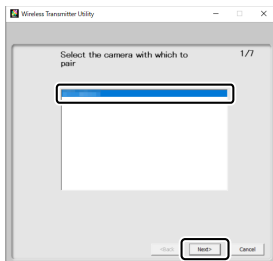 Wireless Transmitter Utility
Select the camera with which to
pair
1/7
<Back
Next>
Cancel